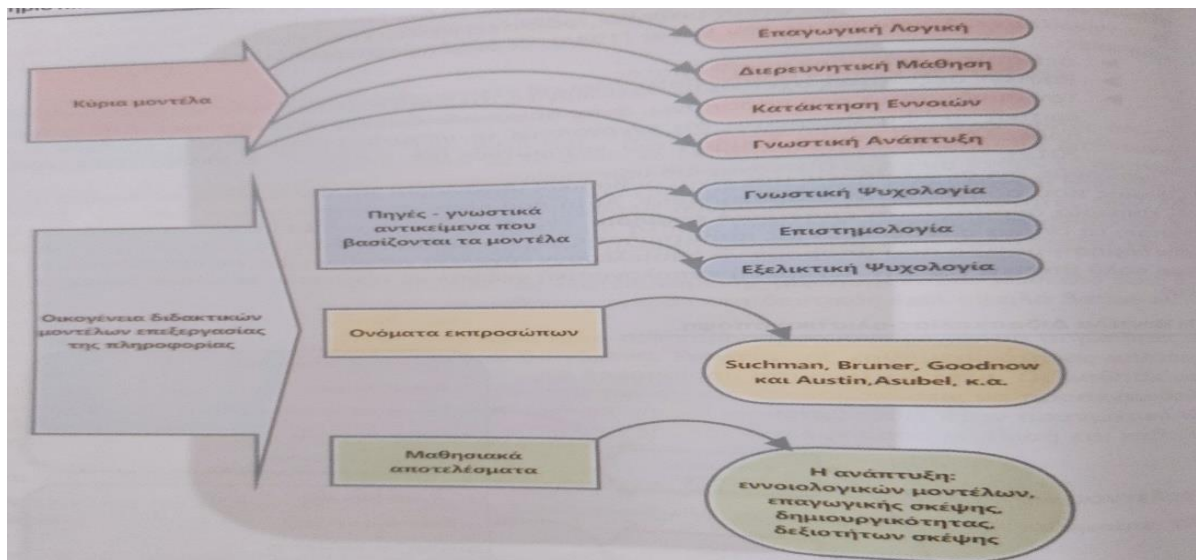 Κύρια μοντέλα
Επαγωγική Λογική
Διερευνητική Μάθηση
Κατάκτηση Εννοιών
Γνωστική Ανάπτυξη
Οικογένεια διδακτικών
μοντέλων επεξεργασίας
της πληροφορίας
Πηγές - γνωστικά
αντικείμενα που
βασίζονται τα μοντέλα
Γνωστική Ψυχολογία
Επιστημολογία
Εξελικτική Ψυχολογία
Ονόματα εκπροσώπων
Suchman, Bruner, Goodnow
και Austin,Asubel, κ.α.
Μαθησιακά
αποτελέσματα
Η ανάπτυξη:
εννοιολογικών μοντέλων,
επαγωγικής σκέψης,
δημιουργικότητας,
δεξιοτήτων σκέψης